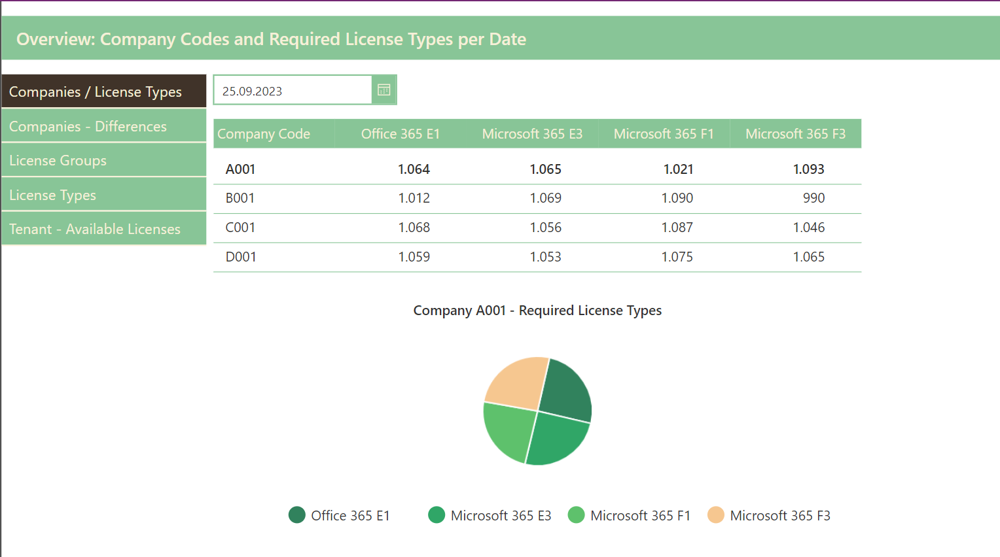 Overview: Company Codes and Required License Types per Date
Companies / License Types
Companies - Differences
License Groups
License Types
Tenant - Available Licenses
25.09.2023
Company Code Office 365 E1 Microsoft 365 E3 Microsoft 365 F1 Microsoft 365 F3
A001 1.064 1.065 1.021 1.093
B001 1.012 1.069 1.090 990
C001 1.068 1.056 1.087 1.046
D001 1.059 1.053 1.075 1.065
Company A001 - Required License Types
Office 365 E1 Microsoft 365 E3 Microsoft 365 F1 Microsoft 365 F3